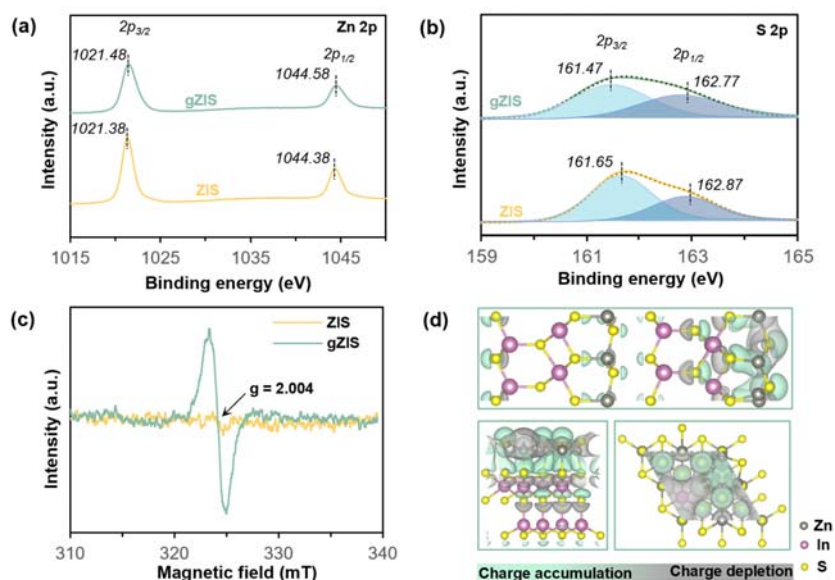 (a)
Zn 2p
2p3/2
2p1/2
1021.48
1044.58
gZIS
1021.38
1044.38
ZIS
Intensity (a.u.)
1015
1025
1035
1045
Binding energy (eV)
(b)
S 2p
2p3/2
2p1/2
161.47
162.77
gZIS
161.65
162.87
ZIS
Intensity (a.u.)
159
161
163
165
Binding energy (eV)
(c)
ZIS
gZIS
g = 2.004
Intensity (a.u.)
310
320
330
340
Magnetic field (mT)
(d)
Zn
In
S
Charge accumulation
Charge depletion